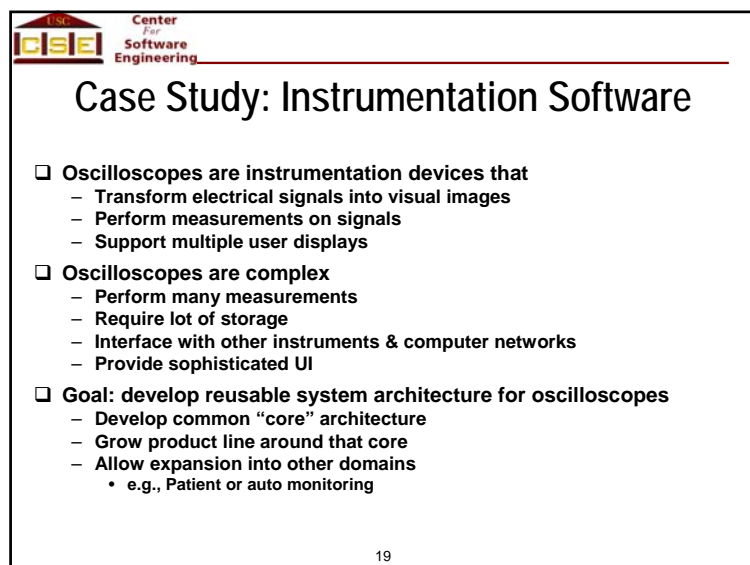 USC
CSE
Center
For
Software
Engineering
Case Study: Instrumentation Software
❑ Oscilloscopes are instrumentation devices that
– Transform electrical signals into visual images
– Perform measurements on signals
– Support multiple user displays
❑ Oscilloscopes are complex
– Perform many measurements
– Require lot of storage
– Interface with other instruments & computer networks
– Provide sophisticated UI
❑ Goal: develop reusable system architecture for oscilloscopes
– Develop common “core” architecture
– Grow product line around that core
– Allow expansion into other domains
• e.g., Patient or auto monitoring
19